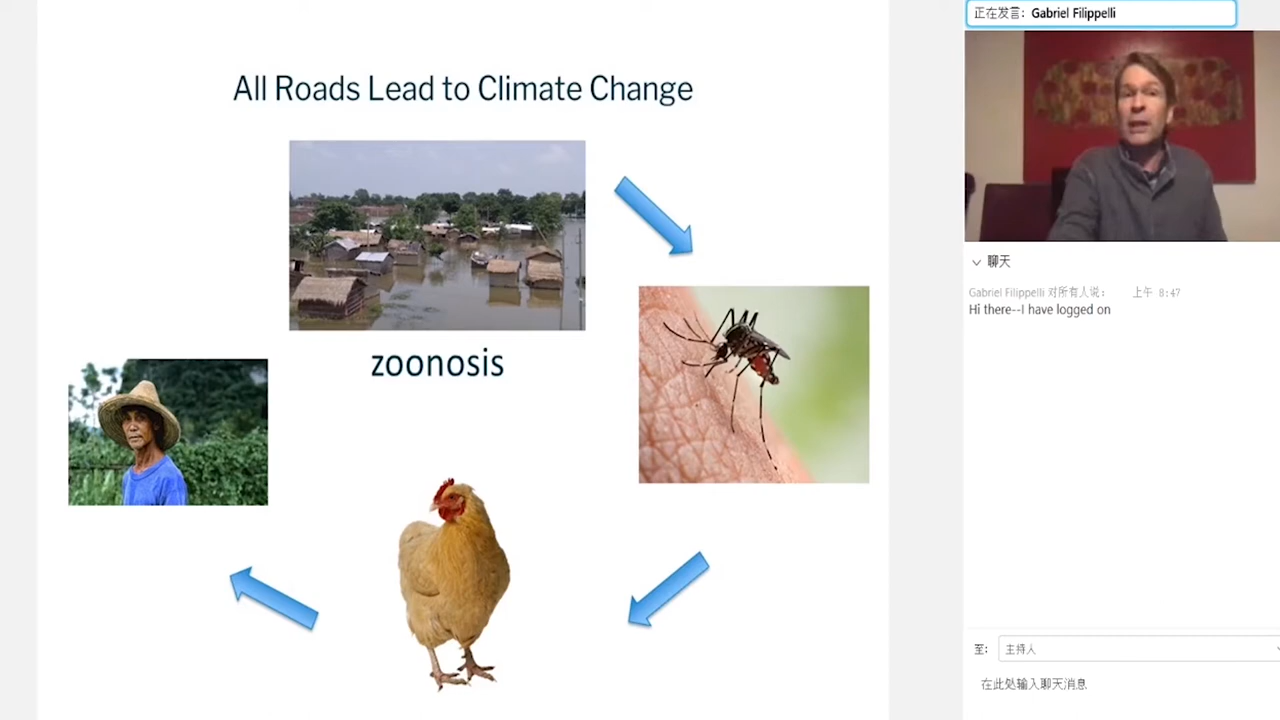 All Roads Lead to Climate Change
zoonosis
正在发言: Gabriel Filippelli
聊天
Gabriel Filippelli 对所有人说: 上午 8:47
Hi there--I have logged on
至: 主持人
在此处输入聊天消息